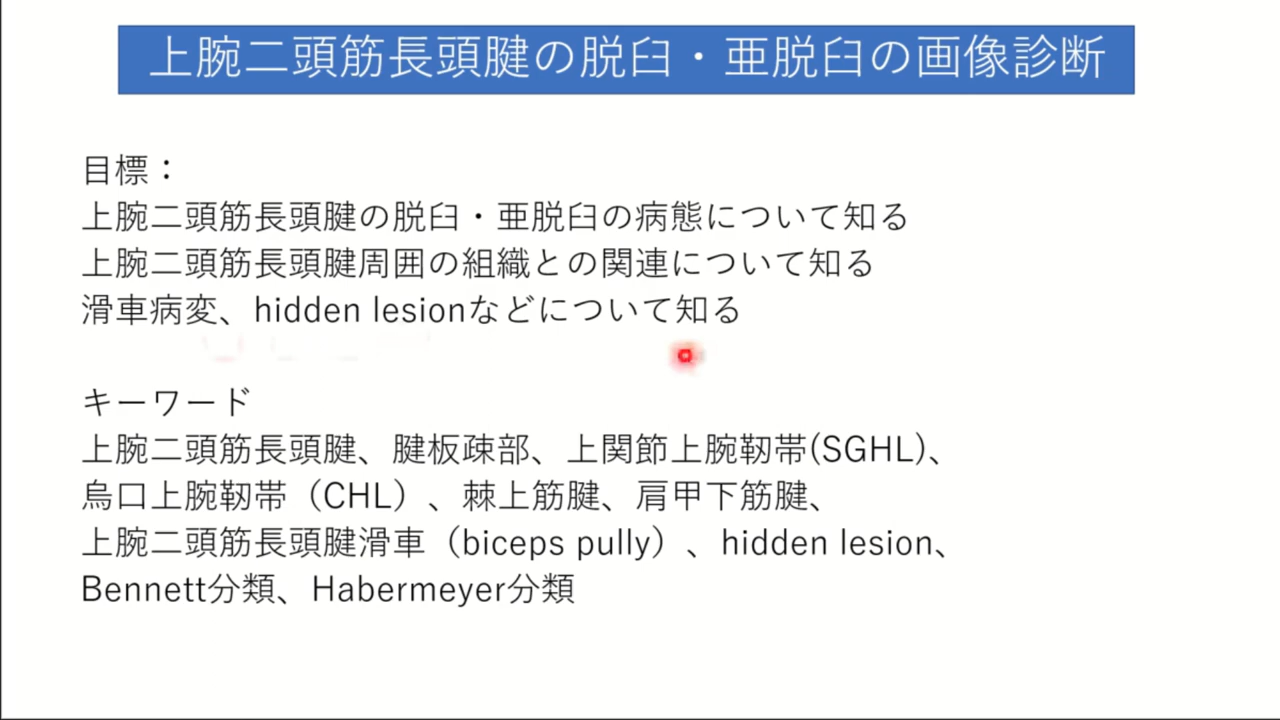 上腕二頭筋長頭腱の脱臼・亜脱臼の画像診断
目標：
上腕二頭筋長頭腱の脱臼・亜脱臼の病態について知る
上腕二頭筋長頭腱周囲の組織との関連について知る
滑車病変、hidden lesionなどについて知る
キーワード
上腕二頭筋長頭腱、腱板疎部、上関節上腕靭帯(SGHL)、
烏口上腕靭帯（CHL）、棘上筋腱、肩甲下筋腱、
上腕二頭筋長頭腱滑車（biceps pully）、hidden lesion、
Bennett分類、Habermeyer分類